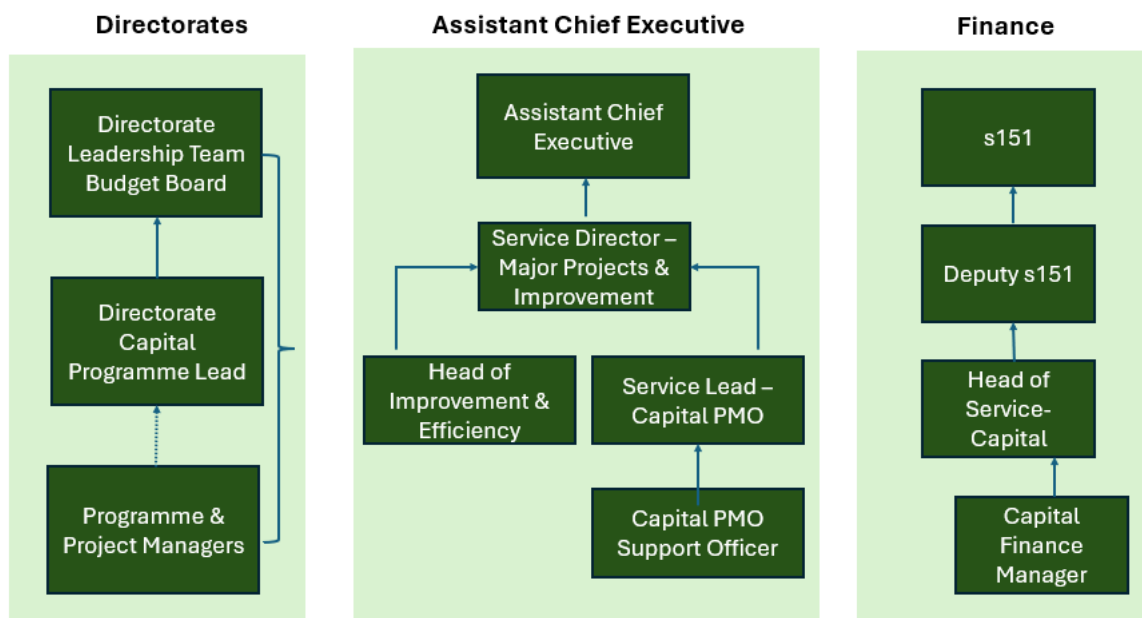 Directorates
Directorate
Leadership Team
Budget Board
Directorate
Capital
Programme Lead
Programme &
Project Managers
Assistant Chief Executive
Assistant Chief
Executive
Service Director –
Major Projects &
Improvement
Head of
Improvement &
Efficiency
Service Lead –
Capital PMO
Capital PMO
Support Officer
Finance
s151
Deputy s151
Head of
Service-
Capital
Capital
Finance
Manager